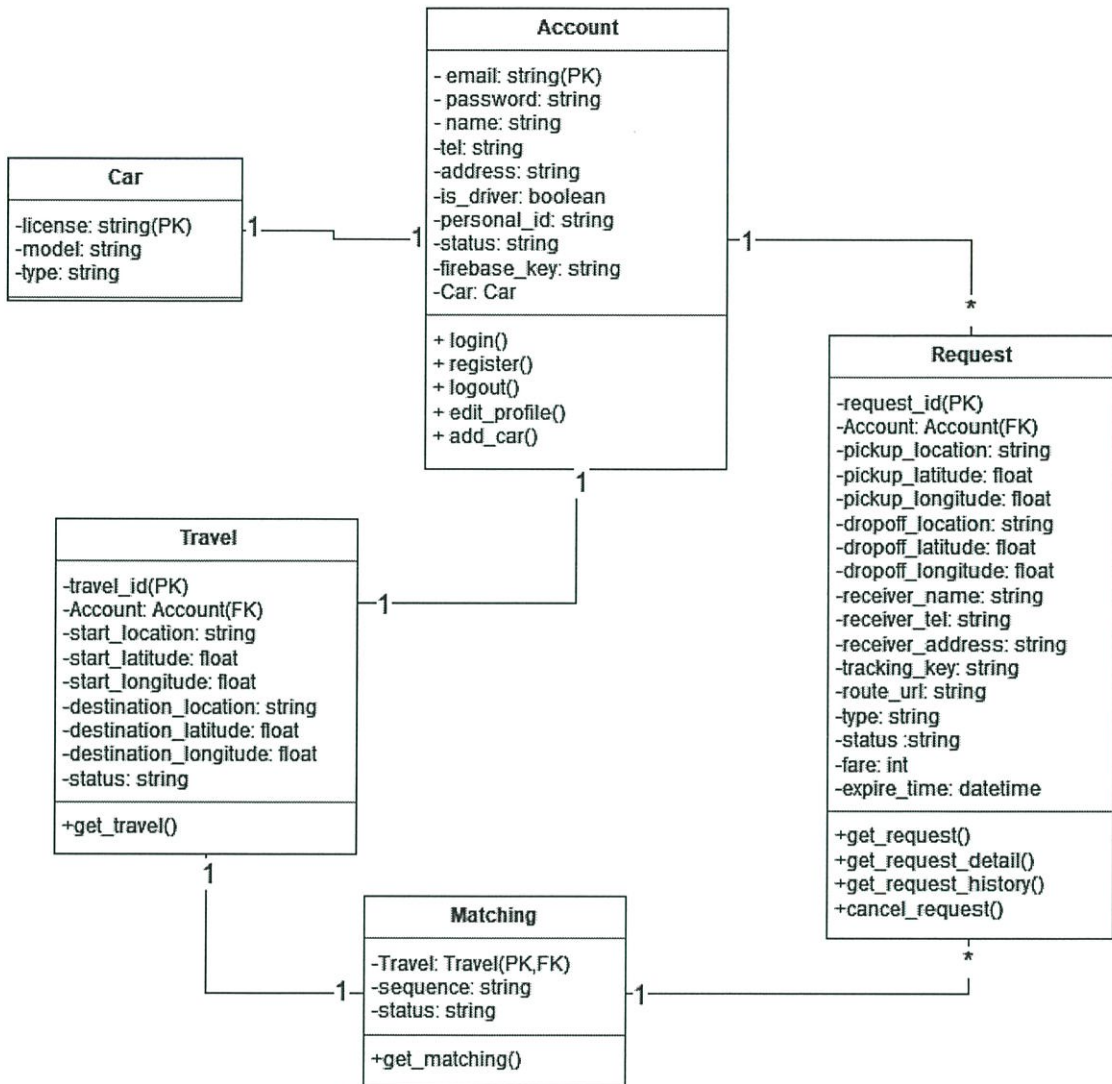 Account
- email: string(PK)
- password: string
- name: string
-tel: string
-address: string
-is_driver: boolean
-personal_id: string
-status: string
-firebase_key: string
-Car: Car
+ login()
+ register()
+ logout()
+ edit_profile()
+ add_car()
Car
-license: string(PK)
-model: string
-type: string
1
1
1
*
Request
-request_id(PK)
-Account: Account(FK)
-pickup_location: string
-pickup_latitude: float
-pickup_longitude: float
-dropoff_location: string
-dropoff_latitude: float
-dropoff_longitude: float
-receiver_name: string
-receiver_tel: string
-receiver_address: string
-tracking_key: string
-route_url: string
-type: string
-status :string
-fare: int
-expire_time: datetime
+get_request()
+get_request_detail()
+get_request_history()
+cancel_request()
1
1
Travel
-travel_id(PK)
-Account: Account(FK)
-start_location: string
-start_latitude: float
-start_longitude: float
-destination_location: string
-destination_latitude: float
-destination_longitude: float
-status: string
+get_travel()
1
1
Matching
-Travel: Travel(PK,FK)
-sequence: string
-status: string
+get_matching()
1
*